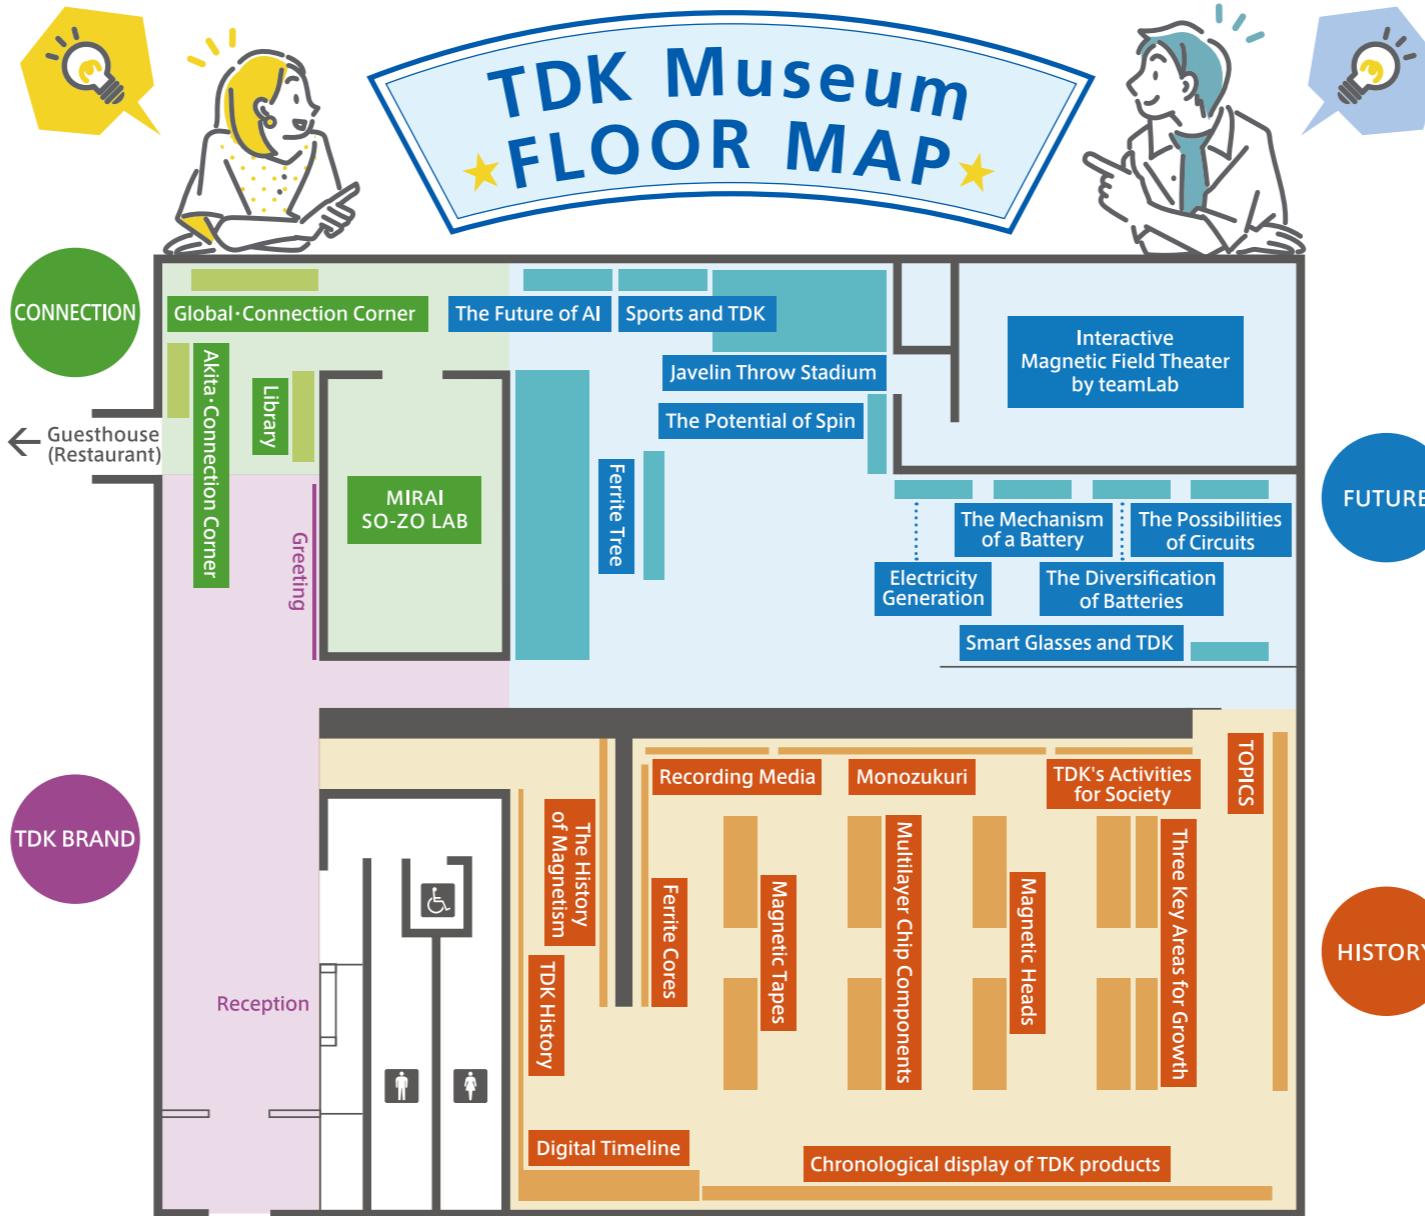 TDK Museum
FLOOR MAP
CONNECTION
Global・Connection Corner
The Future of AI
Sports and TDK
Interactive
Magnetic Field Theater
by teamLab
Akita・Connection Corner
Library
Javelin Throw Stadium
The Potential of Spin
Guesthouse
(Restaurant)
MIRAI
SO-ZO LAB
Greeting
Ferrite Tree
FUTURE
The Mechanism
of a Battery
The Possibilities
of Circuits
Electricity
Generation
The Diversification
of Batteries
Smart Glasses and TDK
TDK BRAND
Recording Media
Monozukuri
TDK's Activities
for Society
TOPICS
The History
of Magnetism
Ferrite Cores
Magnetic Tapes
Multilayer Chip Components
Magnetic Heads
Three Key Areas for Growth
HISTORY
TDK History
Reception
Digital Timeline
Chronological display of TDK products